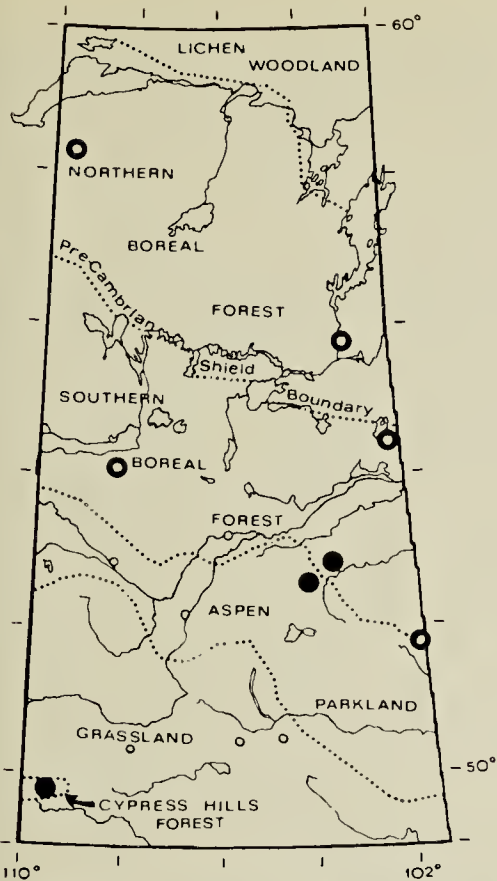 60°
LICHEN
WOODLAND
NORTHERN
BOREAL
PreCambrian
FOREST
Shield
SOUTHERN
Boundary
BOREAL
FOREST
ASPEN
PARKLAND
GRASSLAND
50°
CYPRESS HILLS
FOREST
110°
102°